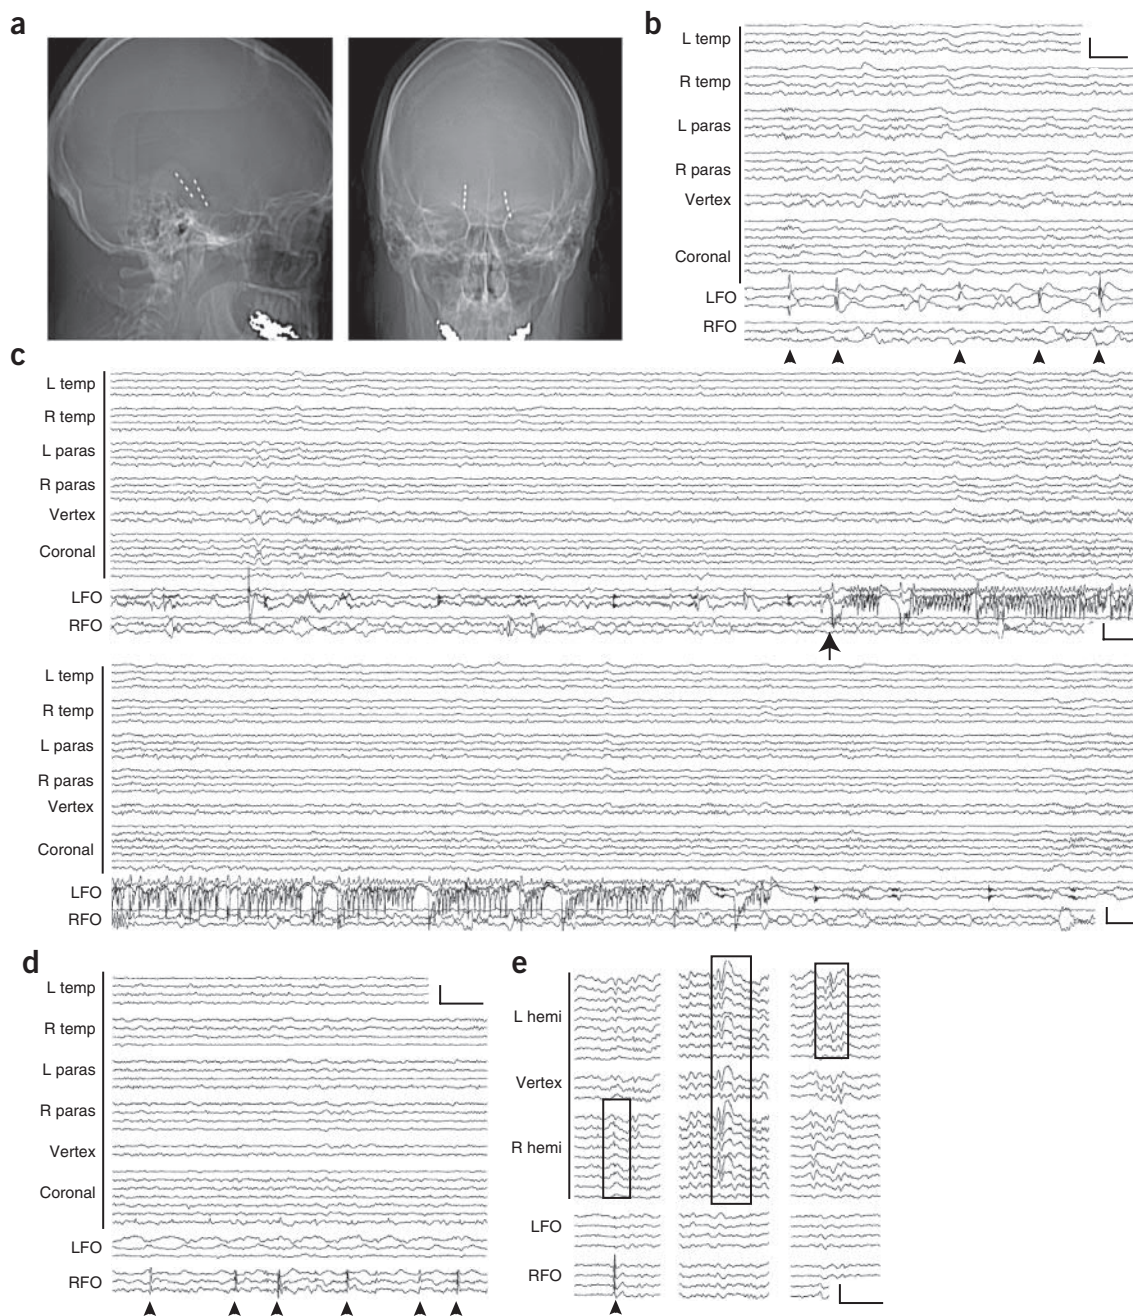 a
b
L temp
R temp
L paras
R paras
Vertex
Coronal
LFO
RFO
c
L temp
R temp
L paras
R paras
Vertex
Coronal
LFO
RFO
L temp
R temp
L paras
R paras
Vertex
Coronal
LFO
RFO
d
L temp
R temp
L paras
R paras
Vertex
Coronal
LFO
RFO
e
L hemi
Vertex
R hemi
LFO
RFO